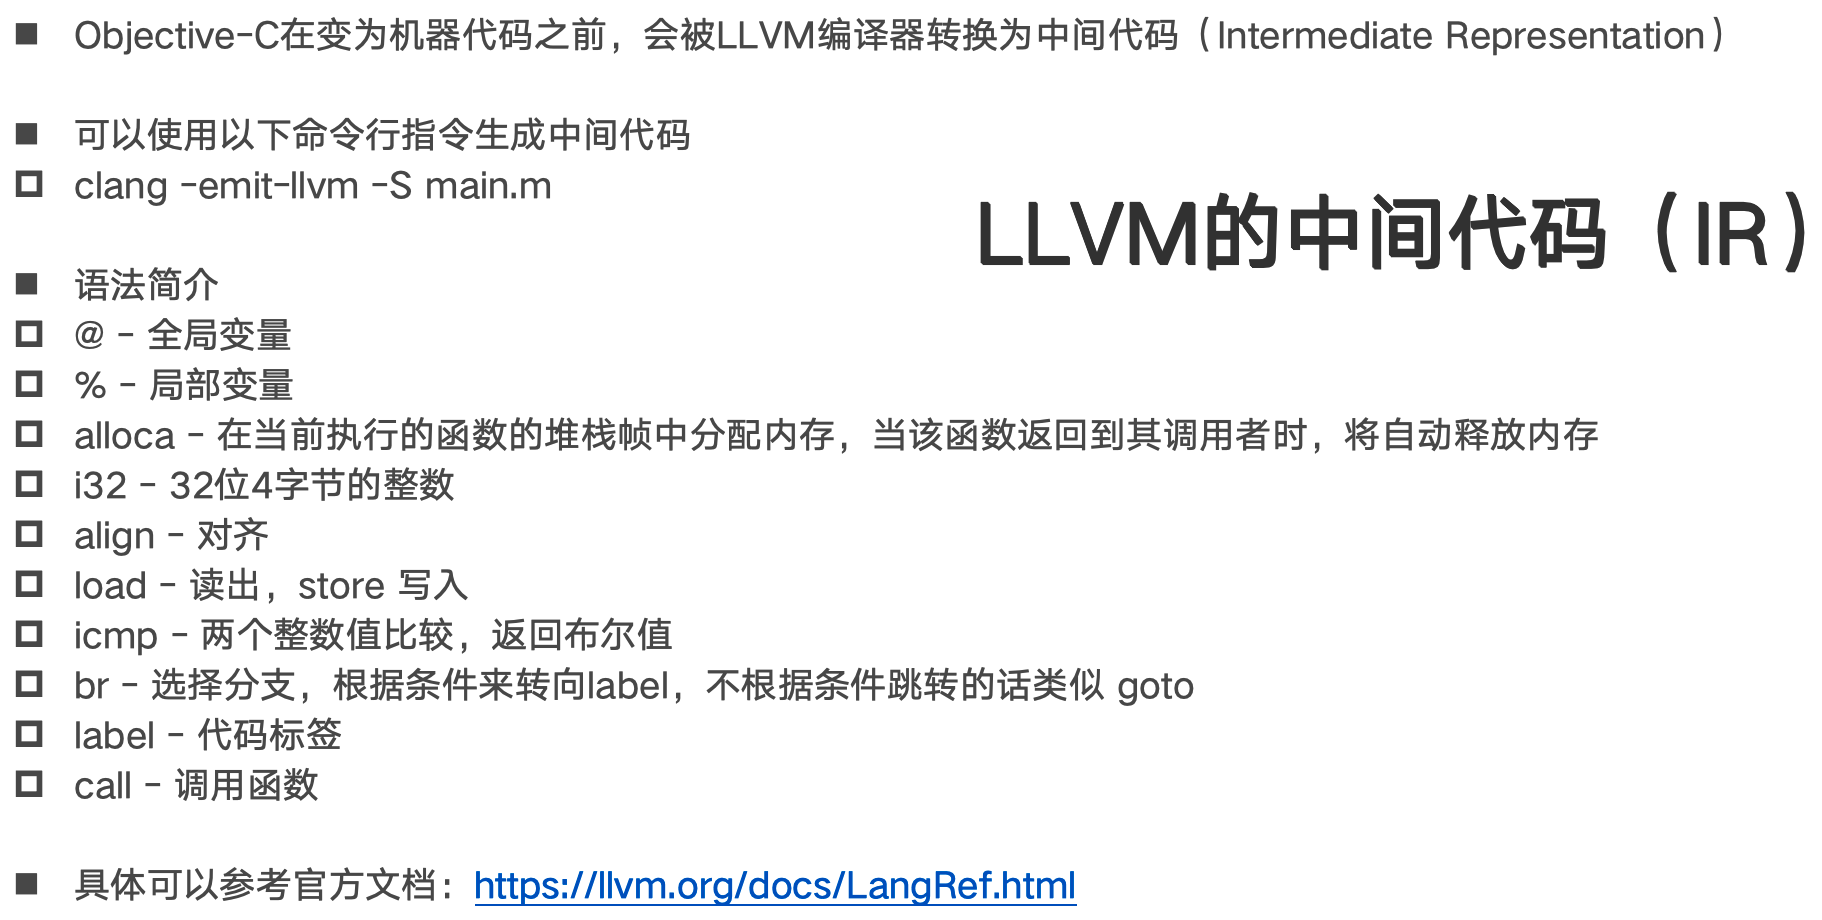 ■ Objective-C在变为机器代码之前，会被LLVM编译器转换为中间代码（Intermediate Representation）
■ 可以使用以下命令行指令生成中间代码
□ clang -emit-llvm -S main.m
LLVM的中间代码（IR）
■ 语法简介
□ @ - 全局变量
□ % - 局部变量
□ alloca - 在当前执行的函数的堆栈帧中分配内存，当该函数返回到其调用者时，将自动释放内存
□ i32 - 32位4字节的整数
□ align - 对齐
□ load - 读出，store 写入
□ icmp - 两个整数值比较，返回布尔值
□ br - 选择分支，根据条件来转向label，不根据条件跳转的话类似 goto
□ label - 代码标签
□ call - 调用函数
■ 具体可以参考官方文档：https://llvm.org/docs/LangRef.html